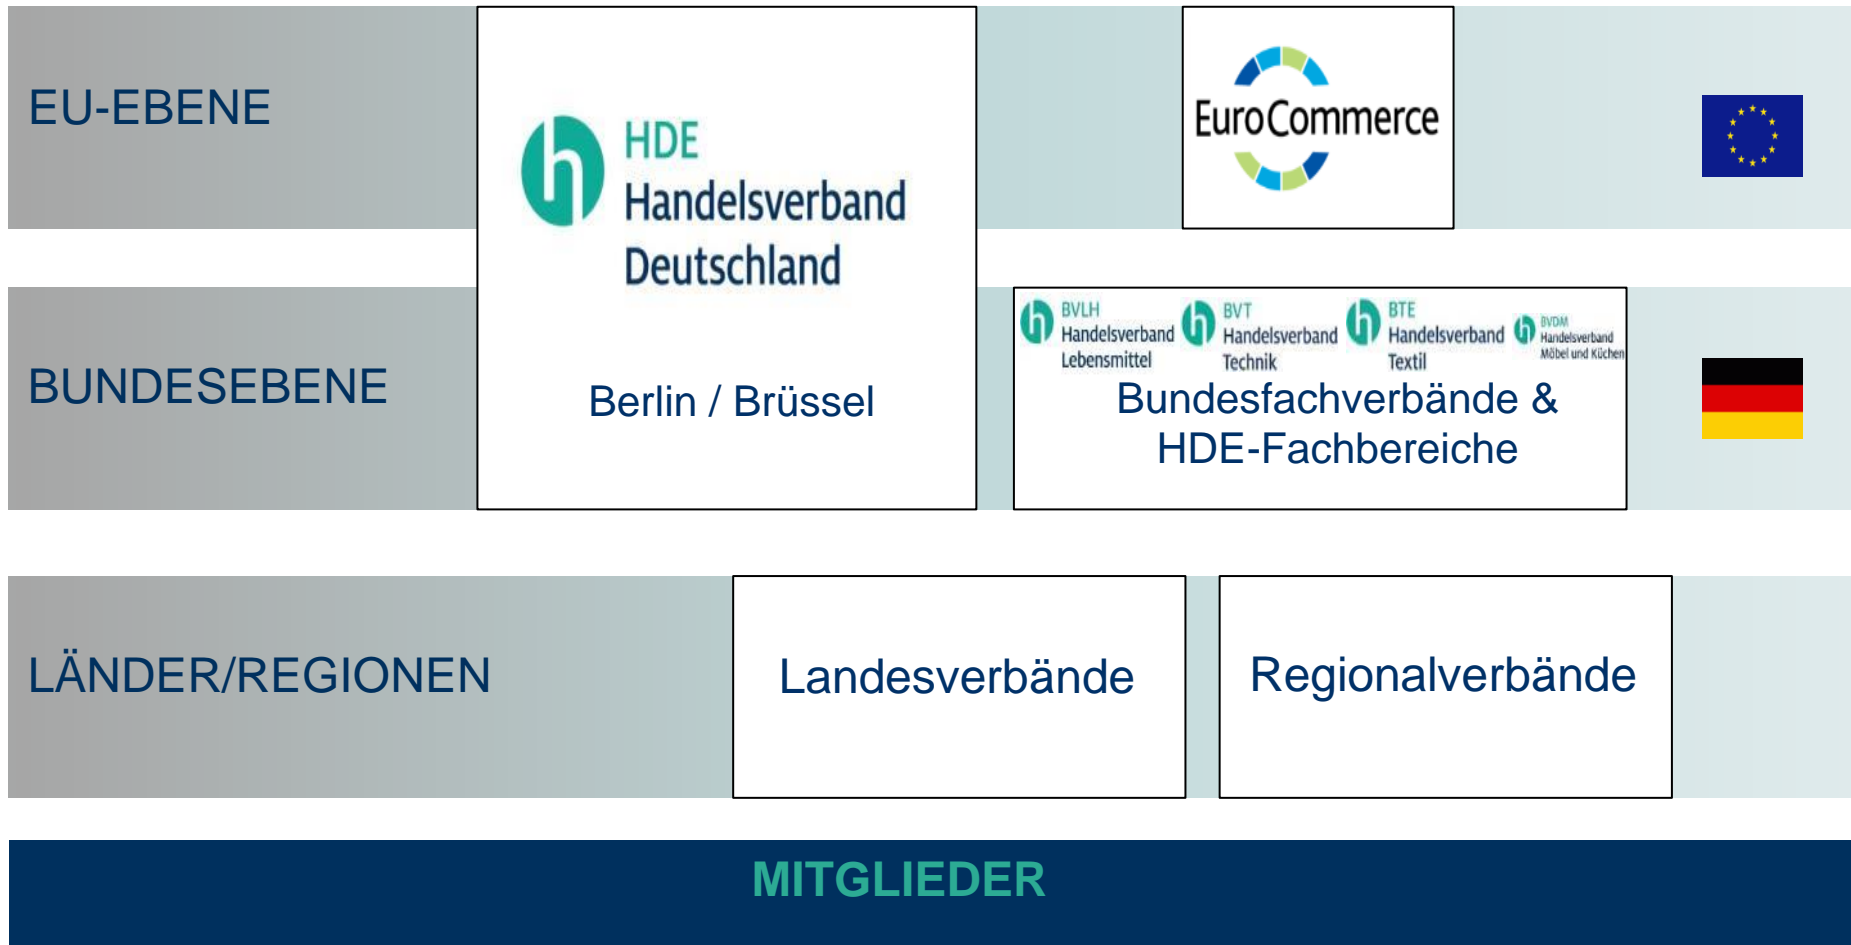 EU-EBENE
HDE
Handelsverband
Deutschland
EuroCommerce
BUNDESEBENE
Berlin / Brüssel
BVLH
Handelsverband
Lebensmittel
BVT
Handelsverband
Technik
BTE
Handelsverband
Textil
BVDM
Handelsverband
Möbel und Küchen
Bundesfachverbände &
HDE-Fachbereiche
LÄNDER/REGIONEN
Landesverbände
Regionalverbände
MITGLIEDER